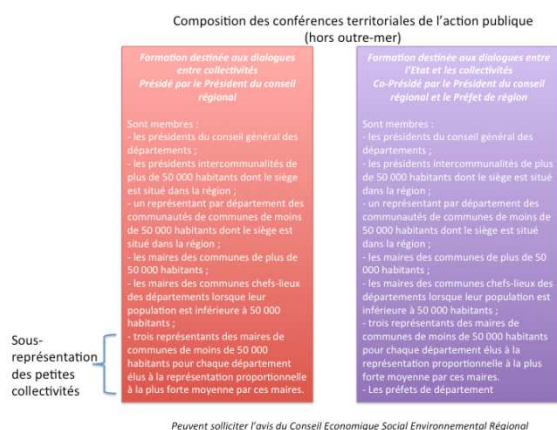 Composition des conférences territoriales de l'action publique
(hors outre-mer)
Formation destinée aux dialogues
entre collectivités
Présidé par le Président du conseil
régional
Sont membres :
- les présidents du conseil général des
départements ;
- les présidents intercommunalités de
plus de 50 000 habitants dont le siège
est situé dans la région ;
- un représentant par département des
communautés de communes de moins
de 50 000 habitants dont le siège est
situé dans la région ;
- les maires des communes de plus de
50 000 habitants ;
- les maires des communes chefs-lieux
des départements lorsque leur
population est inférieure à 50 000
habitants ;
- trois représentants des maires de
communes de moins de 50 000
habitants pour chaque département
élus à la représentation proportionnelle
à la plus forte moyenne par ces maires.
Formation destinée aux dialogues entre
l'Etat et les collectivités
Co-Présidé par le Président du conseil
régional et le Préfet de région
Sont membres :
- les présidents du conseil général des
départements ;
- les présidents intercommunalités de plus
de 50 000 habitants dont le siège est situé
dans la région ;
- un représentant par département des
communautés de communes de moins de
50 000 habitants dont le siège est situé
dans la région ;
- les maires des communes de plus de 50
000 habitants ;
- les maires des communes chefs-lieux des
départements lorsque leur population est
inférieure à 50 000 habitants ;
- trois représentants des maires de
communes de moins de 50 000 habitants
pour chaque département élus à la
représentation proportionnelle à la plus
forte moyenne par ces maires.
- Les préfets de département
Sous-
représentation
des petites
collectivités
Peuvent solliciter l'avis du Conseil Economique Social Environnemental Régional